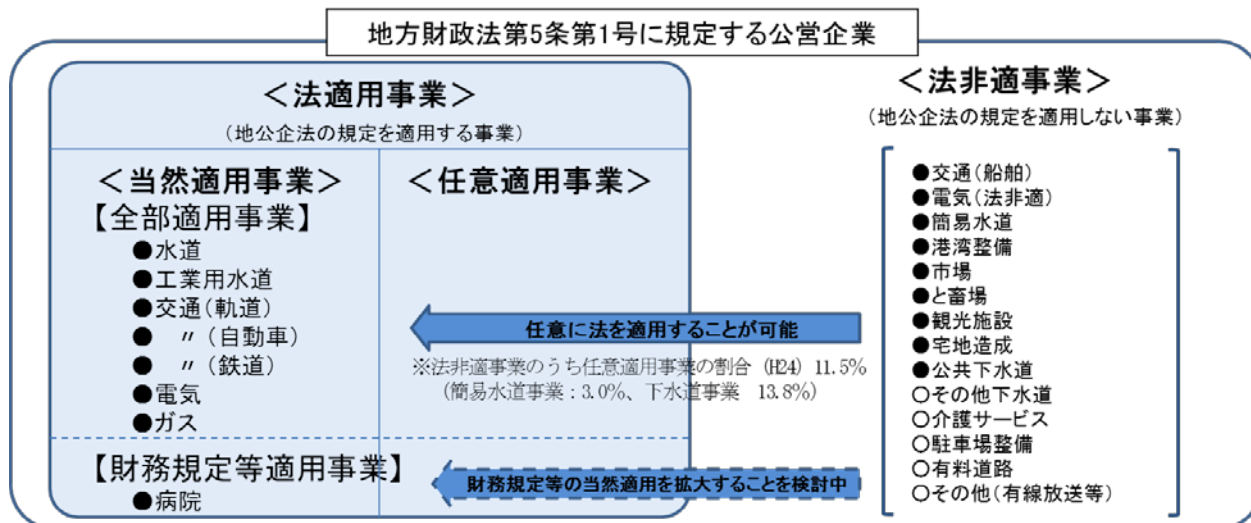 地方財政法第5条第1号に規定する公営企業
＜法適用事業＞
（地公企法の規定を適用する事業）
＜当然適用事業＞
【全部適用事業】
●水道
●工業用水道
●交通（軌道）
●　〃（自動車）
●　〃（鉄道）
●電気
●ガス
【財務規定等適用事業】
●病院
＜任意適用事業＞
任意に法を適用することが可能
※法非適事業のうち任意適用事業の割合（H24）11.5%
（簡易水道事業：3.0%、下水道事業　13.8%）
財務規定等の当然適用を拡大することを検討中
＜法非適事業＞
（地公企法の規定を適用しない事業）
●交通（船舶）
●電気（法非適）
●簡易水道
●港湾整備
●市場
●と畜場
●観光施設
●宅地造成
●公共下水道
○その他下水道
○介護サービス
○駐車場整備
○有料道路
○その他（有線放送等）